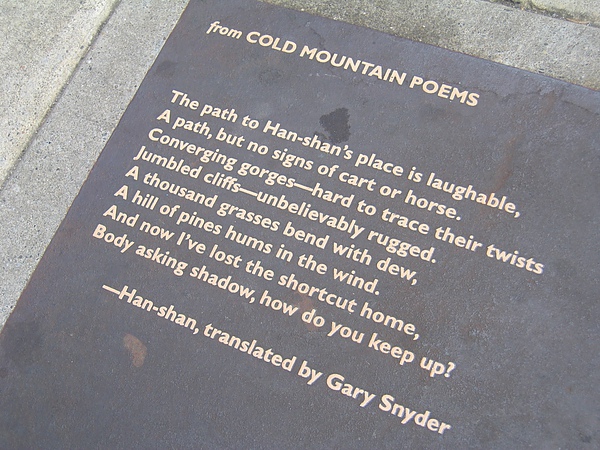 from COLD MOUNTAIN POEMS
The path to Han-shan's place is laughable,
A path, but no signs of cart or horse.
Converging gorges—hard to trace their twists
Jumbled cliffs—unbelievably rugged.
A thousand grasses bend with dew,
A hill of pines hums in the wind.
And now I've lost the shortcut home,
Body asking shadow, how do you keep up?
—Han-shan, translated by Gary Snyder